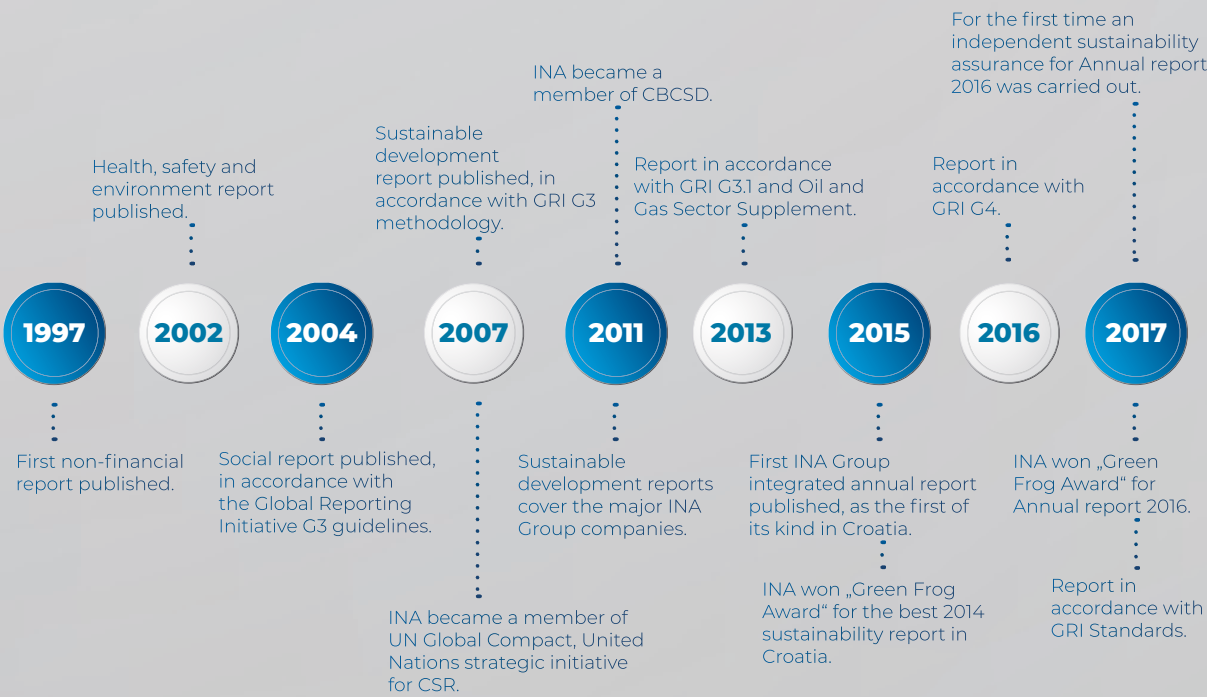 For the first time an
independent sustainability
assurance for Annual report
2016 was carried out.
INA became a
member of CBCSD.
Sustainable
development
report published, in
accordance with GRI G3
methodology.
Health, safety and
environment report
published.
Report in accordance
with GRI G3.1 and Oil and
Gas Sector Supplement.
Report in
accordance with
GRI G4.
1997
2002
2004
2007
2011
2013
2015
2016
2017
First non-financial
report published.
Social report published,
in accordance with
the Global Reporting
Initiative G3 guidelines.
Sustainable
development reports
cover the major INA
Group companies.
First INA Group
integrated annual report
published, as the first of
its kind in Croatia.
INA won „Green
Frog Award“ for
Annual report 2016.
INA became a member of
UN Global Compact, United
Nations strategic initiative
for CSR.
INA won „Green Frog
Award“ for the best 2014
sustainability report in
Croatia.
Report in
accordance with
GRI Standards.